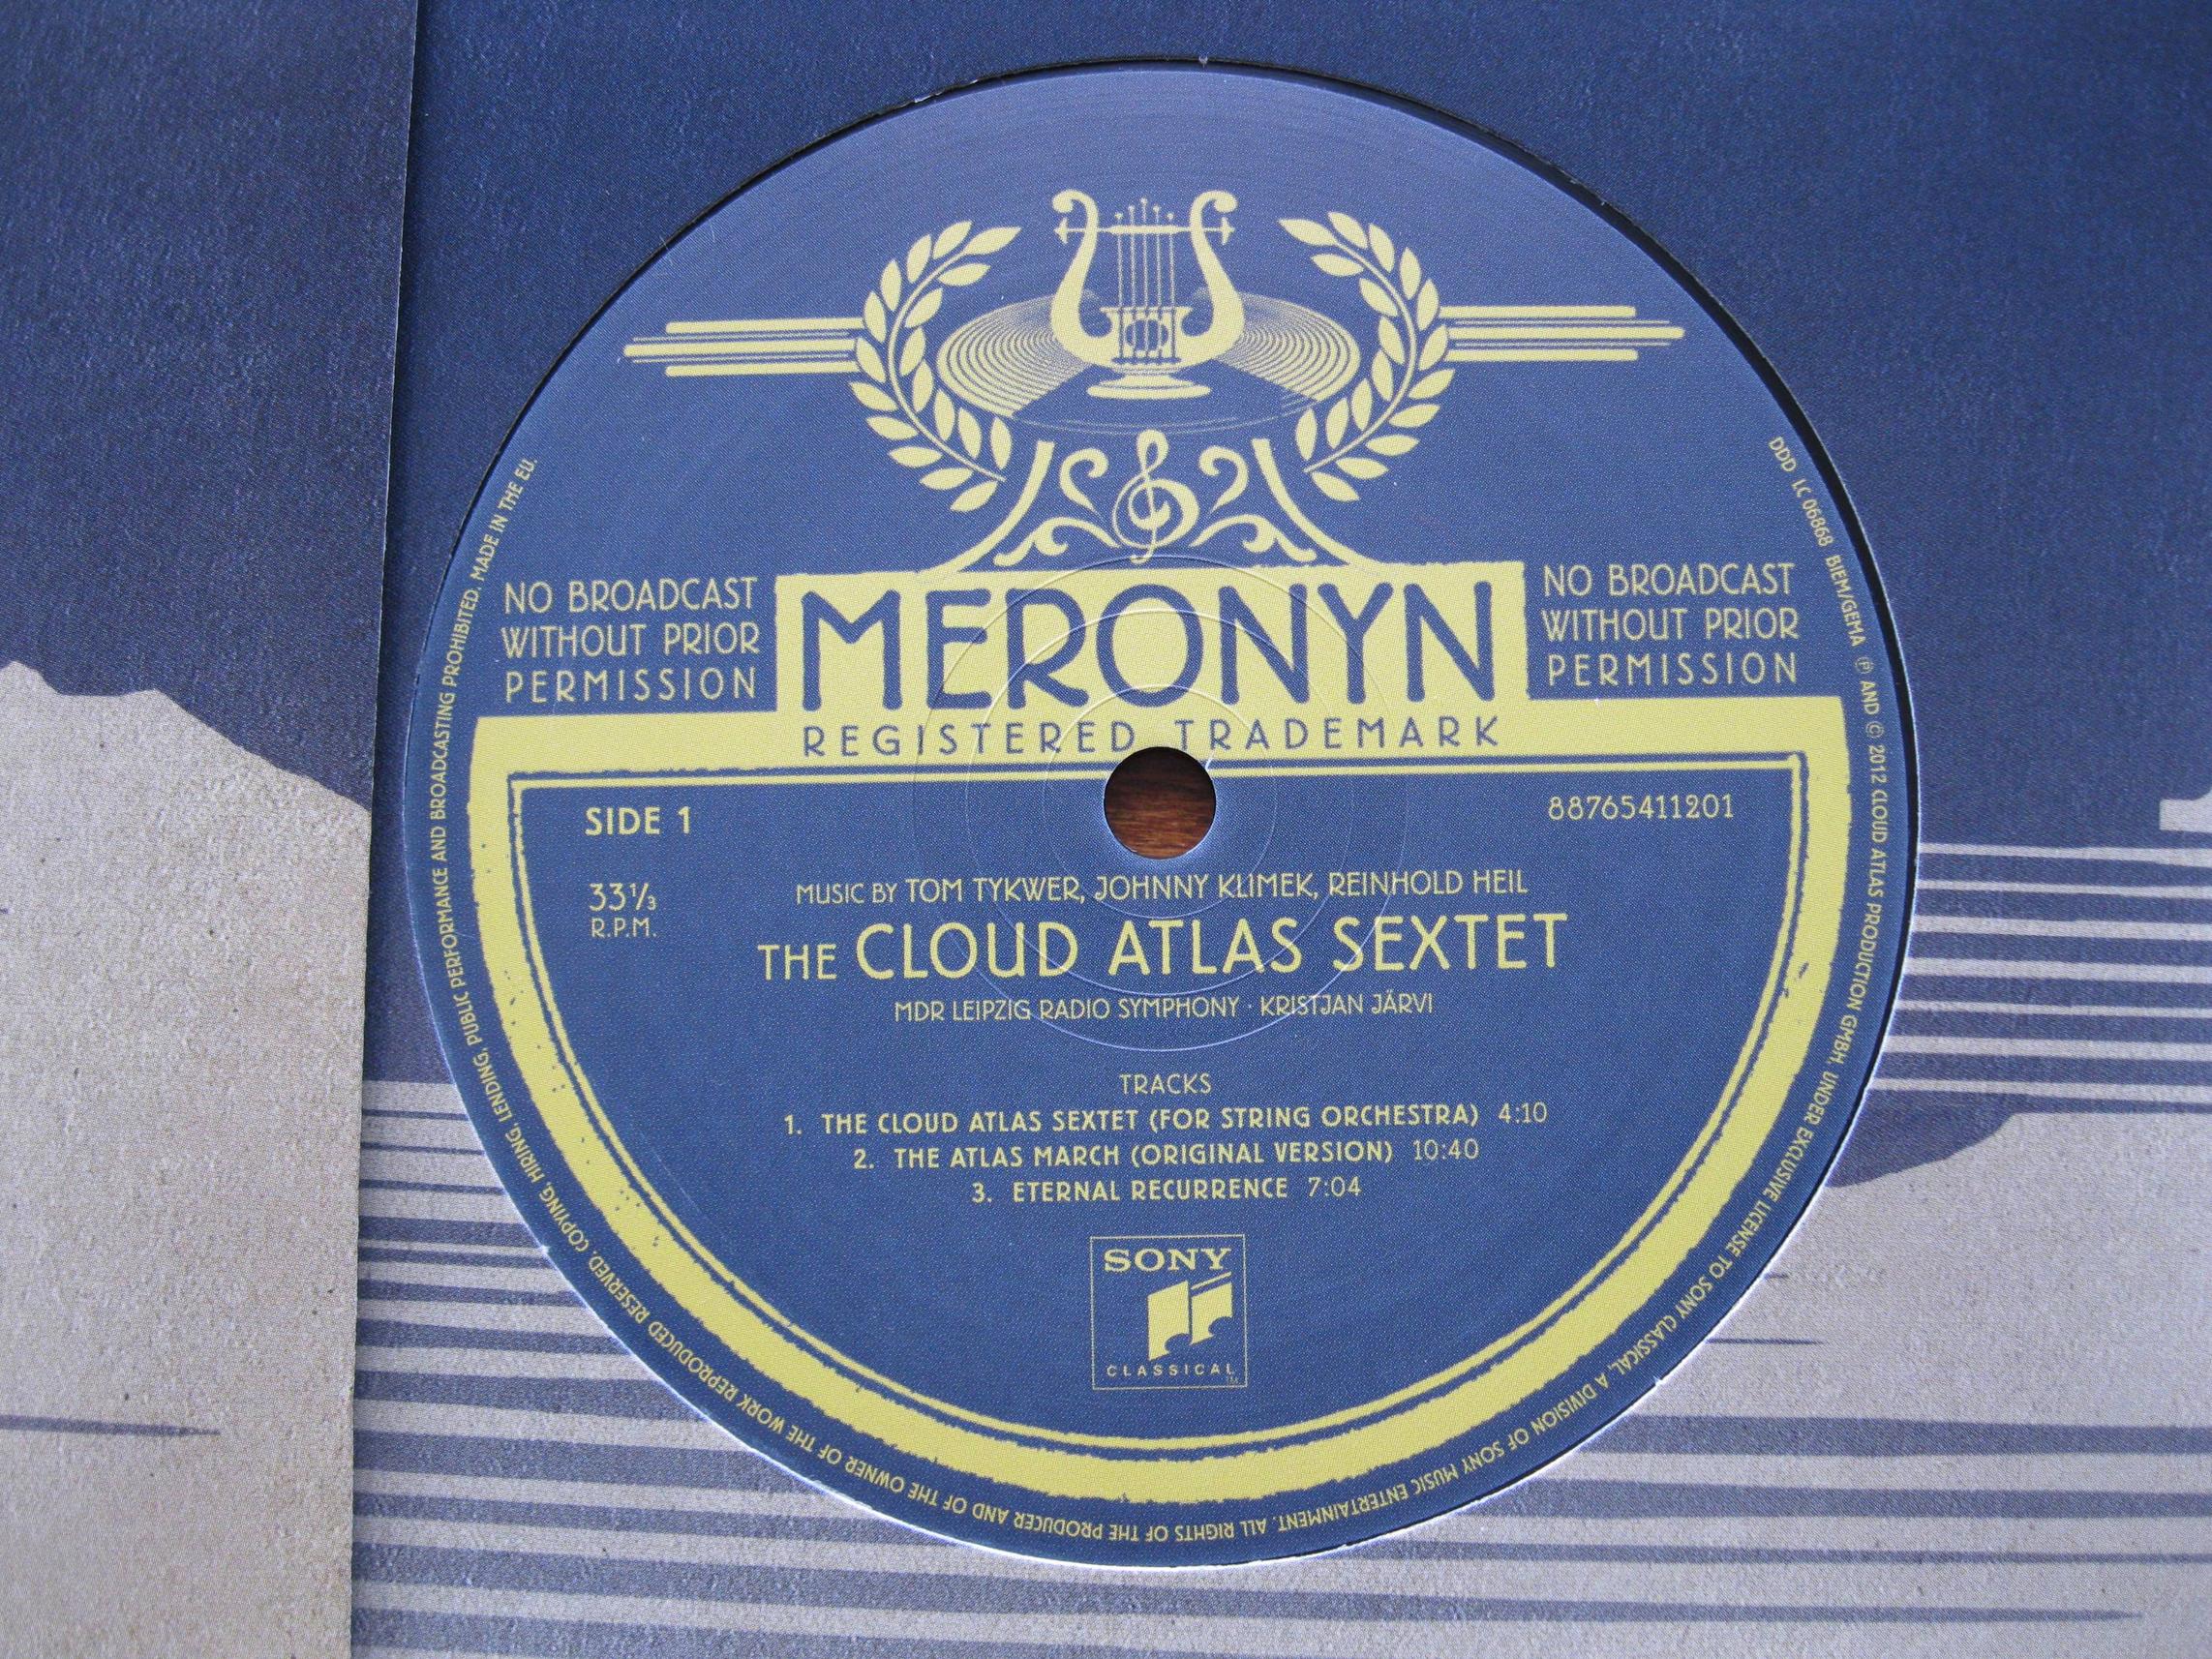 NO BROADCAST
WITHOUT PRIOR
PERMISSION
MERONYN
REGISTERED TRADEMARK
NO BROADCAST
WITHOUT PRIOR
PERMISSION
SIDE 1
88765411201
33⅓
R.P.M.
MUSIC BY TOM TYKWER, JOHNNY KLIMEK, REINHOLD HEIL
THE CLOUD ATLAS SEXTET
MDR LEIPZIG RADIO SYMPHONY · KRISTJAN JÄRVI
TRACKS
1. THE CLOUD ATLAS SEXTET (FOR STRING ORCHESTRA) 4:10
2. THE ATLAS MARCH (ORIGINAL VERSION) 10:40
3. ETERNAL RECURRENCE 7:04
SONY
CLASSICAL
TM
DDD LC 06868 BIEM/GEMA ℗ AND © 2012 CLOUD ATLAS PRODUCTION GMBH, UNDER EXCLUSIVE LICENSE TO SONY CLASSICAL, A DIVISION OF SONY MUSIC ENTERTAINMENT. ALL RIGHTS OF THE PRODUCER AND OF THE OWNER OF THE WORK REPRODUCED RESERVED. COPYING, HIRING, LENDING, PUBLIC PERFORMANCE AND BROADCASTING PROHIBITED. MADE IN THE EU.